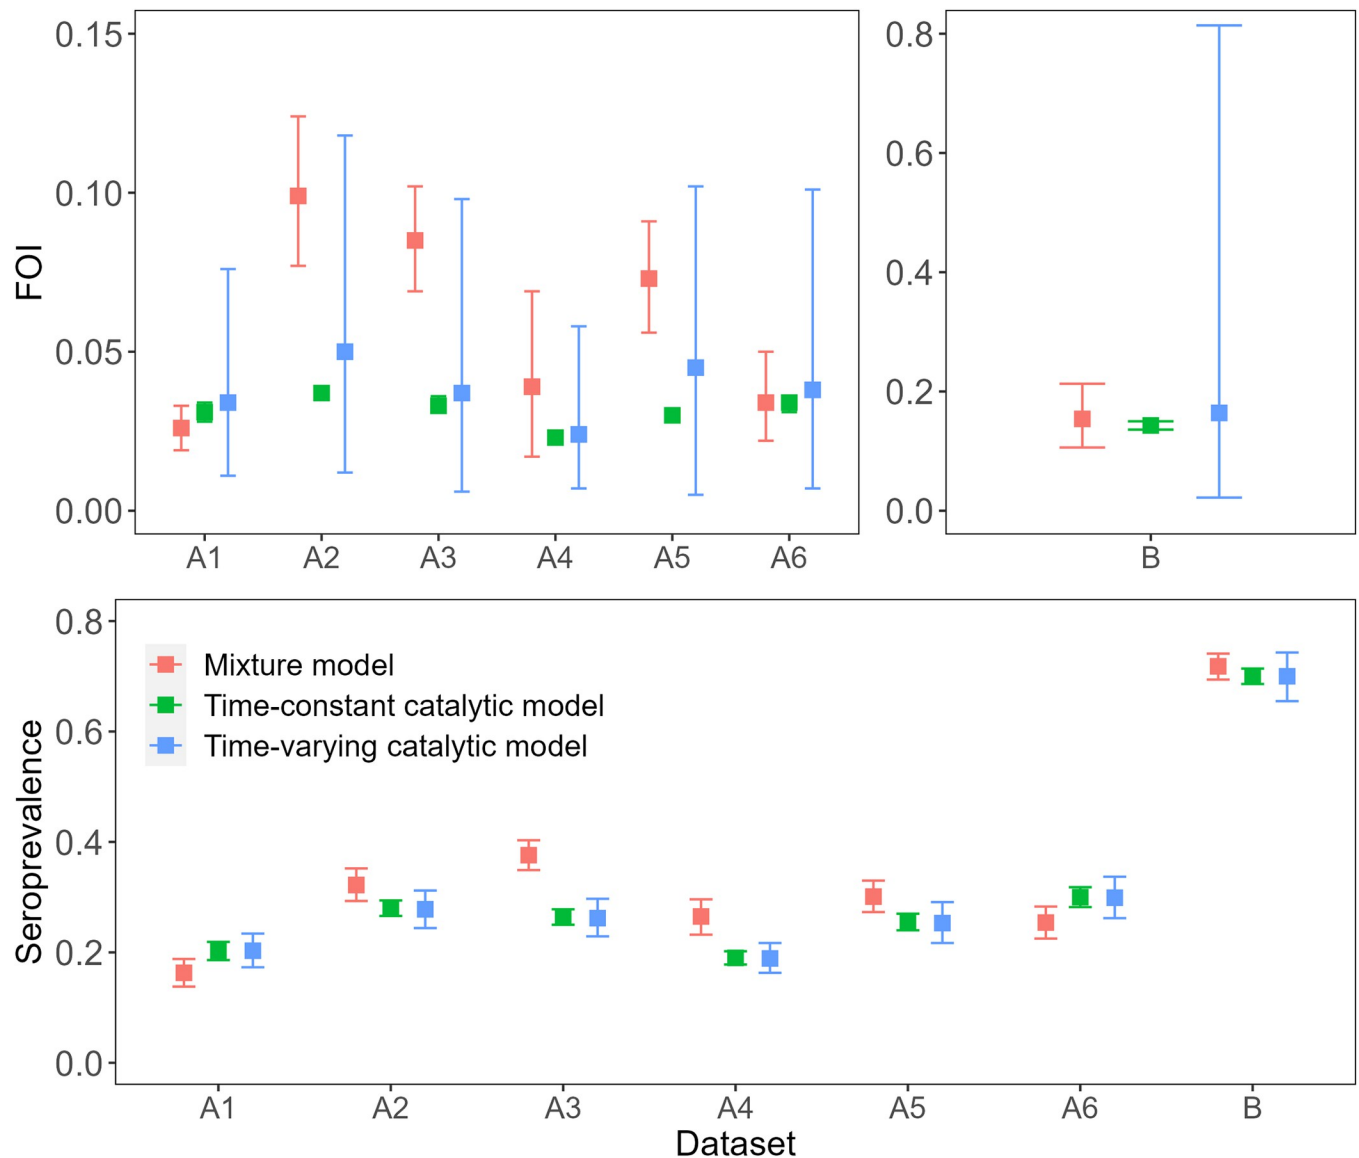 FOI
0.15
0.10
0.05
0.00
A1 A2 A3 A4 A5 A6
0.8
0.6
0.4
0.2
0.0
B
Seroprevalence
0.8
0.6
0.4
0.2
0.0
Mixture model
Time-constant catalytic model
Time-varying catalytic model
A1 A2 A3 A4 A5 A6 B
Dataset